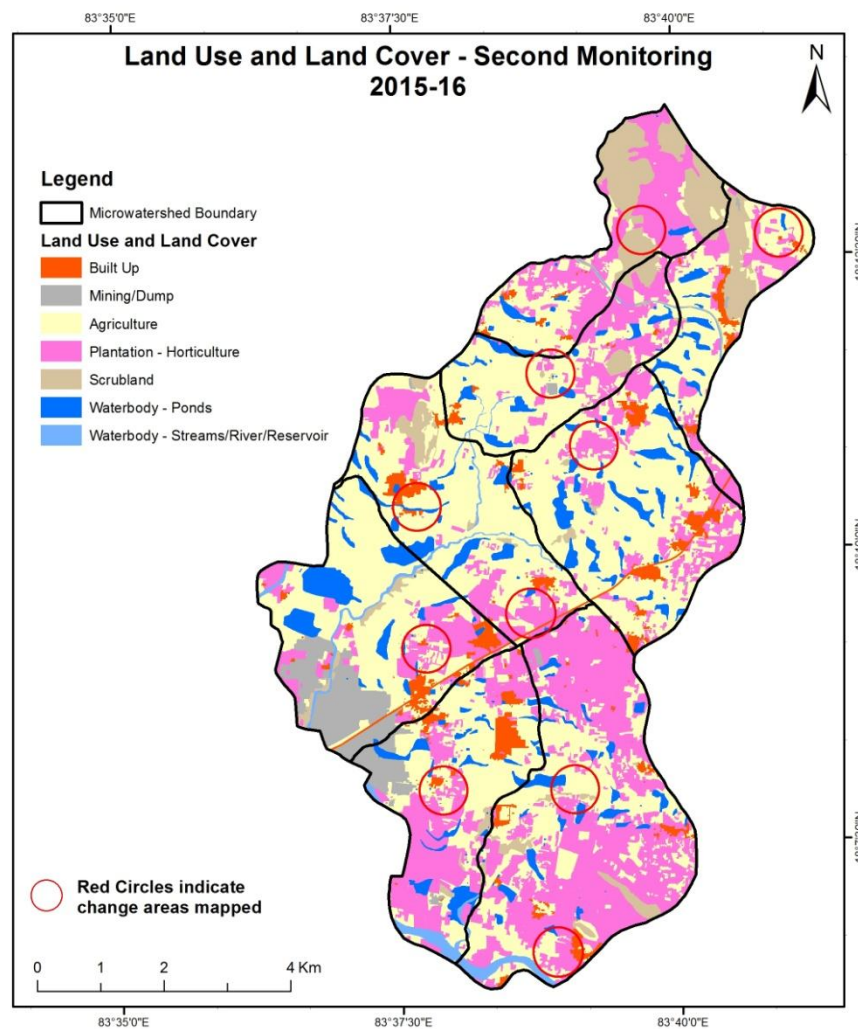 83°35'0"E 83°37'30"E 83°40'0"E
Land Use and Land Cover - Second Monitoring
2015-16
N
Legend
Microwatershed Boundary
Land Use and Land Cover
Built Up
Mining/Dump
Agriculture
Plantation - Horticulture
Scrubland
Waterbody - Ponds
Waterbody - Streams/River/Reservoir
Red Circles indicate
change areas mapped
0 1 2 4 Km
83°35'0"E 83°37'30"E 83°40'0"E